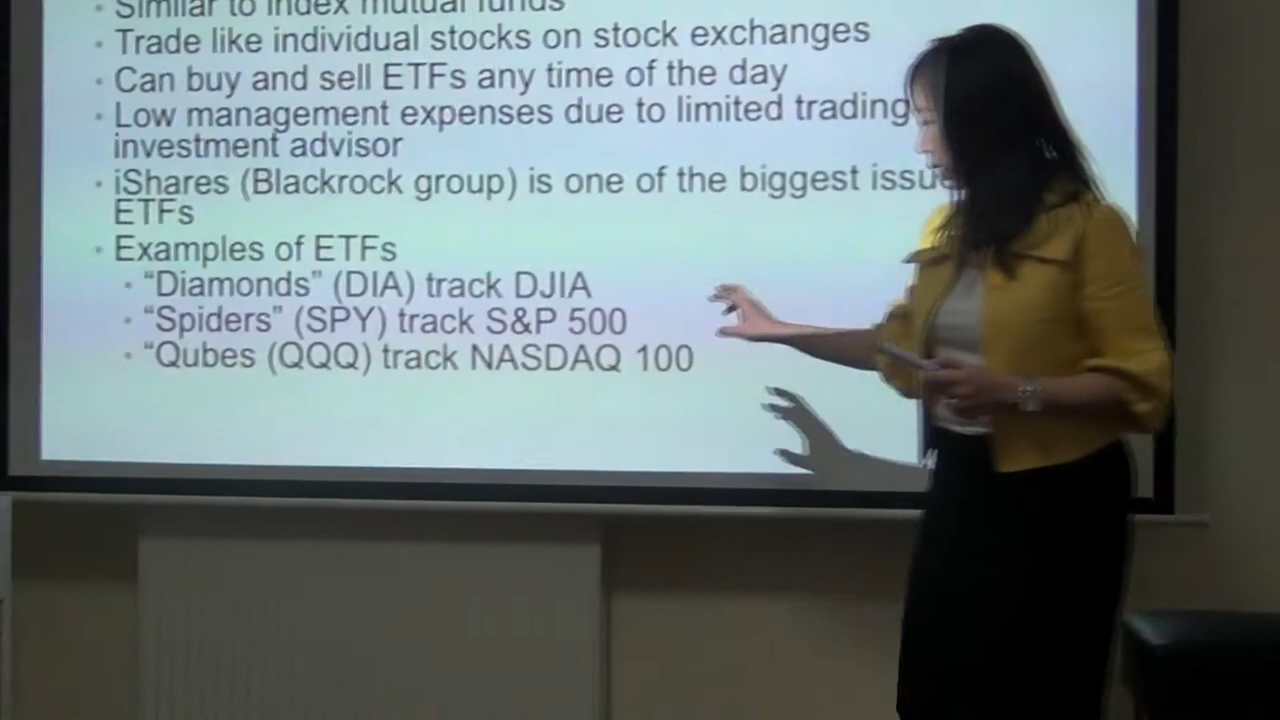 Similar to index mutual funds
• Trade like individual stocks on stock exchanges
• Can buy and sell ETFs any time of the day
• Low management expenses due to limited trading
investment advisor
• iShares (Blackrock group) is one of the biggest
ETFs
• Examples of ETFs
• “Diamonds” (DIA) track DJIA
• “Spiders” (SPY) track S&P 500
• “Qubes (QQQ) track NASDAQ 100